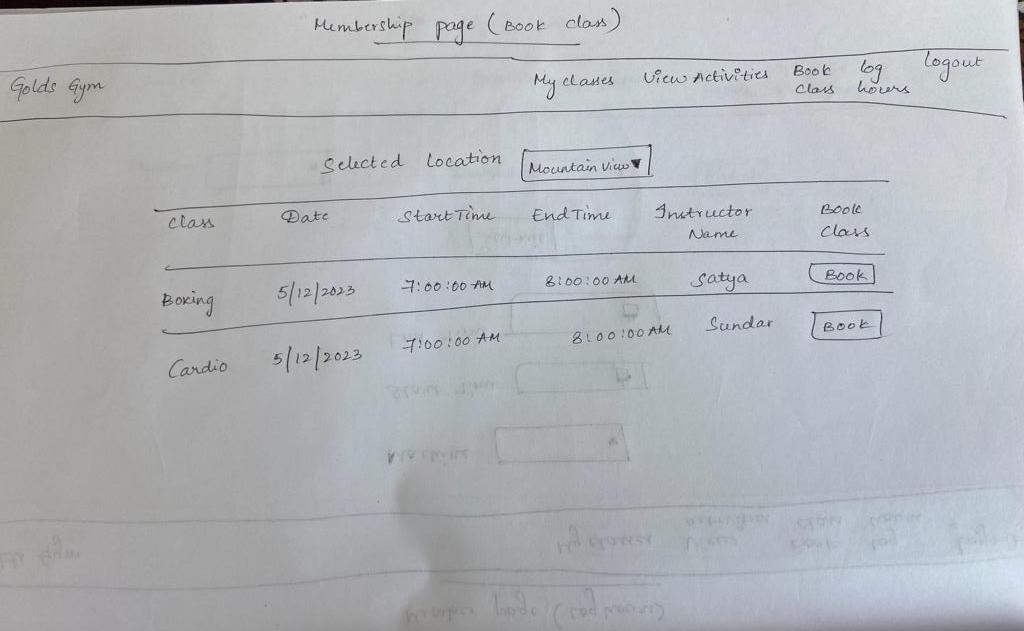 Membership page (Book class)
Golds Gym My classes View Activities Book Class log hours logout
Selected Location Mountain View
Class Date Start Time End Time Instructor Name Book Class
Boxing 5/12/2023 7:00:00 AM 8:00:00 AM Satya Book
Cardio 5/12/2023 7:00:00 AM 8:00:00 AM Sundar Book